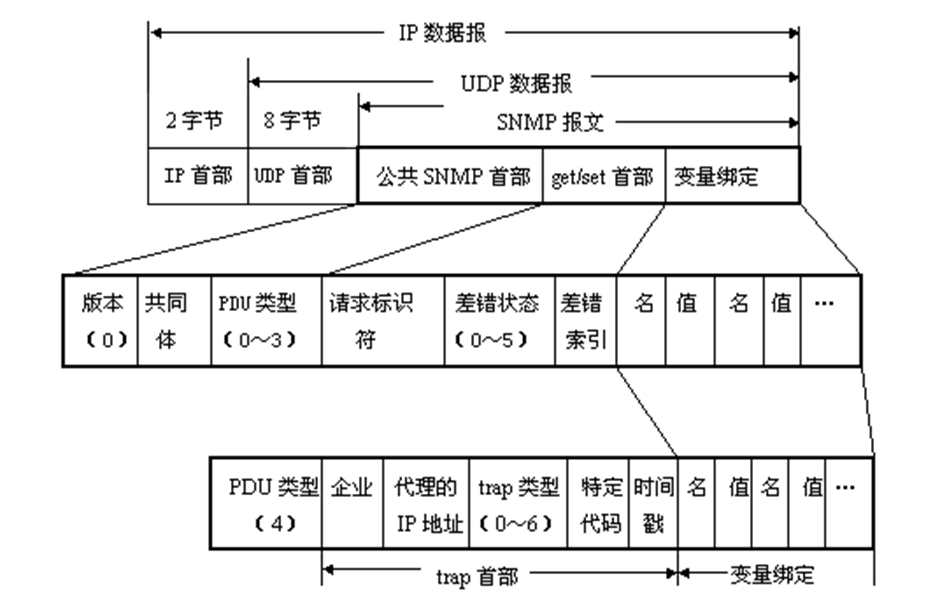 IP 数据报
UDP 数据报
2字节 8字节 SNMP 报文
IP 首部 UDP 首部 公共 SNMP 首部 get/set 首部 变量绑定
版本 共同 PDU 类型 请求标识 差错状态 差错 名 值 名 值 …
(0) 体 (0～3) 符 (0～5) 索引
PDU 类型 企业 代理的 trap 类型 特定 时间 名 值 名 值 …
(4) IP 地址 (0～6) 代码 戳
trap 首部 变量绑定